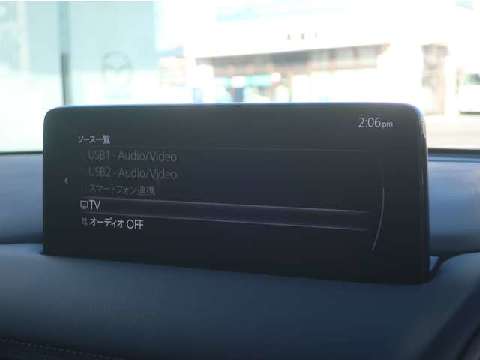 2:06pm
ソース一覧
USB1 - Audio/Video
USB2 - Audio/Video
スマートフォン連携
TV
オーディオ OFF